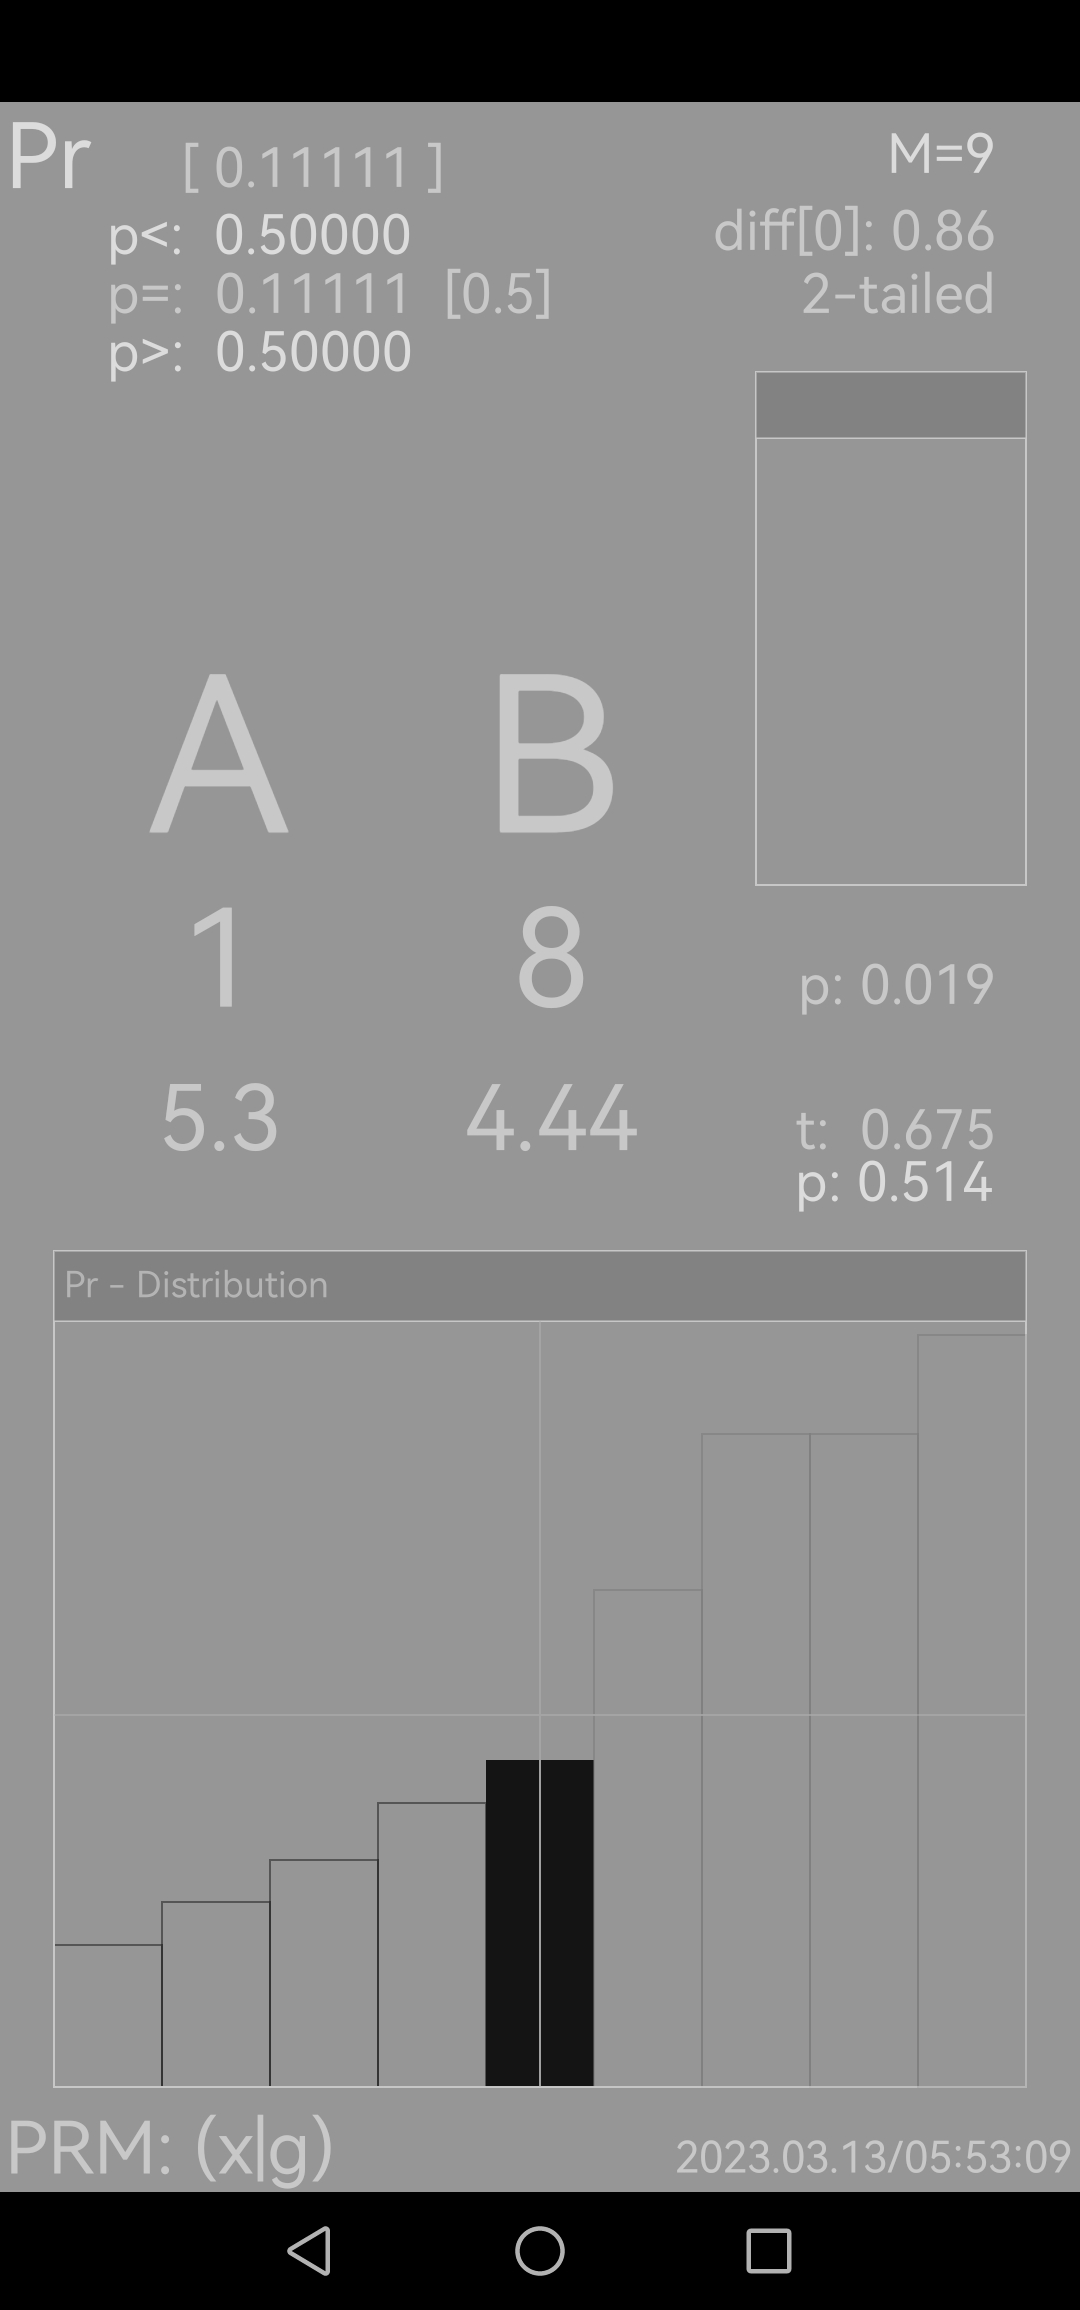 Pr [ 0.11111 ] M=9
p<: 0.50000 diff[0]: 0.86
p=: 0.11111 [0.5] 2-tailed
p>: 0.50000
A B
1 8 p: 0.019
5.3 4.44 t: 0.675
p: 0.514
Pr - Distribution
PRM: (x|g) 2023.03.13/05:53:09